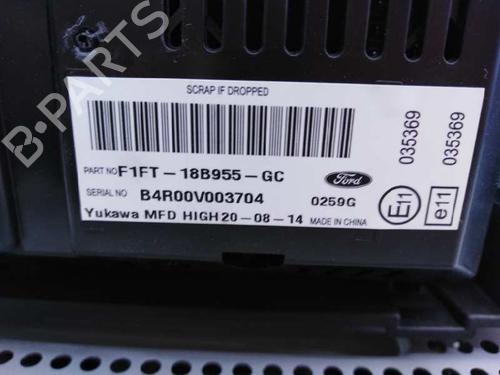 SCRAP IF DROPPED
PART NO F1FT-18B955-GC
Ford
SERIAL NO B4R00V003704
0259G
Yukawa MFD HIGH 20-08-14
MADE IN CHINA
E11
035369
e11
035369
B-PARTS